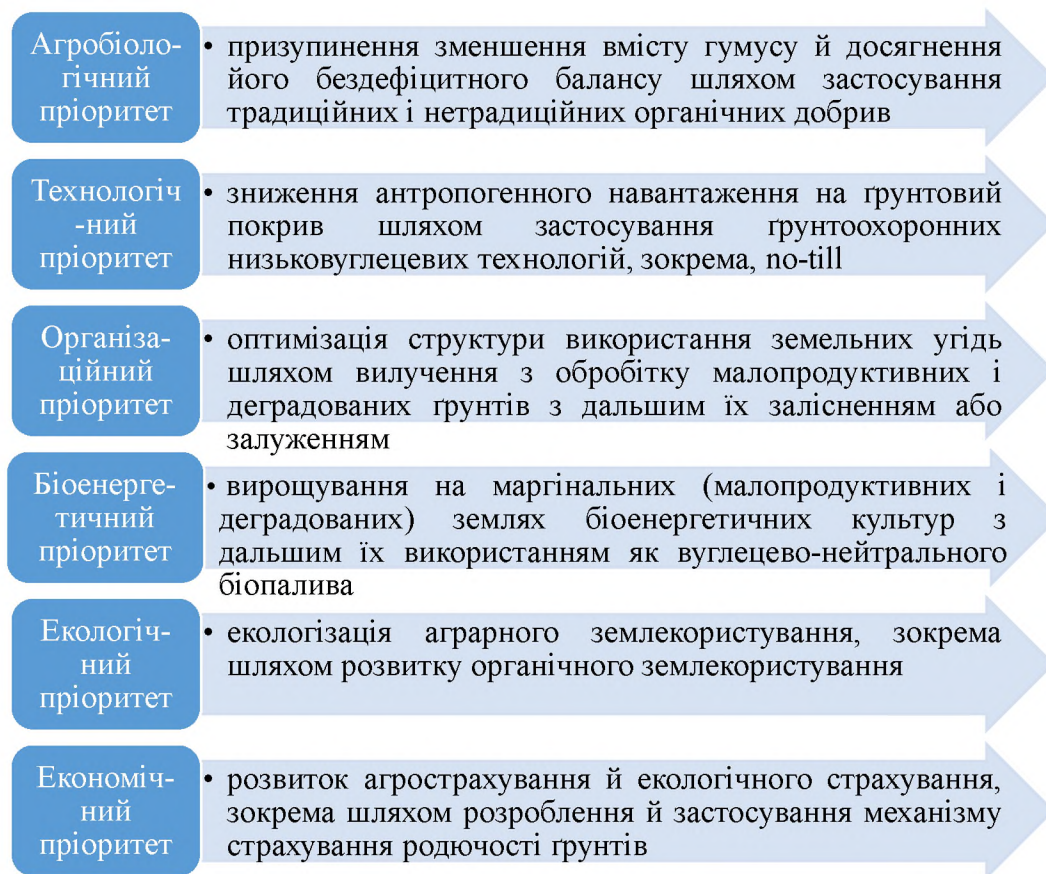 Агробіоло-
гічний
пріоритет
• призупинення зменшення вмісту гумусу й досягнення
його бездефіцитного балансу шляхом застосування
традиційних і нетрадиційних органічних добрив
Технологіч
-ний
пріоритет
• зниження антропогенного навантаження на ґрунтовий
покрив шляхом застосування ґрунтоохоронних
низьковуглецевих технологій, зокрема, no-till
Організа-
ційний
пріоритет
• оптимізація структури використання земельних угідь
шляхом вилучення з обробітку малопродуктивних і
деградованих ґрунтів з дальшим їх залісненням або
залуженням
Біоенерге-
тичний
пріоритет
• вирощування на маргінальних (малопродуктивних і
деградованих) землях біоенергетичних культур з
дальшим їх використанням як вуглецево-нейтрального
біопалива
Екологіч-
ний
пріоритет
• екологізація аграрного землекористування, зокрема
шляхом розвитку органічного землекористування
Економіч-
ний
пріоритет
• розвиток агрострахування й екологічного страхування,
зокрема шляхом розроблення й застосування механізму
страхування родючості ґрунтів